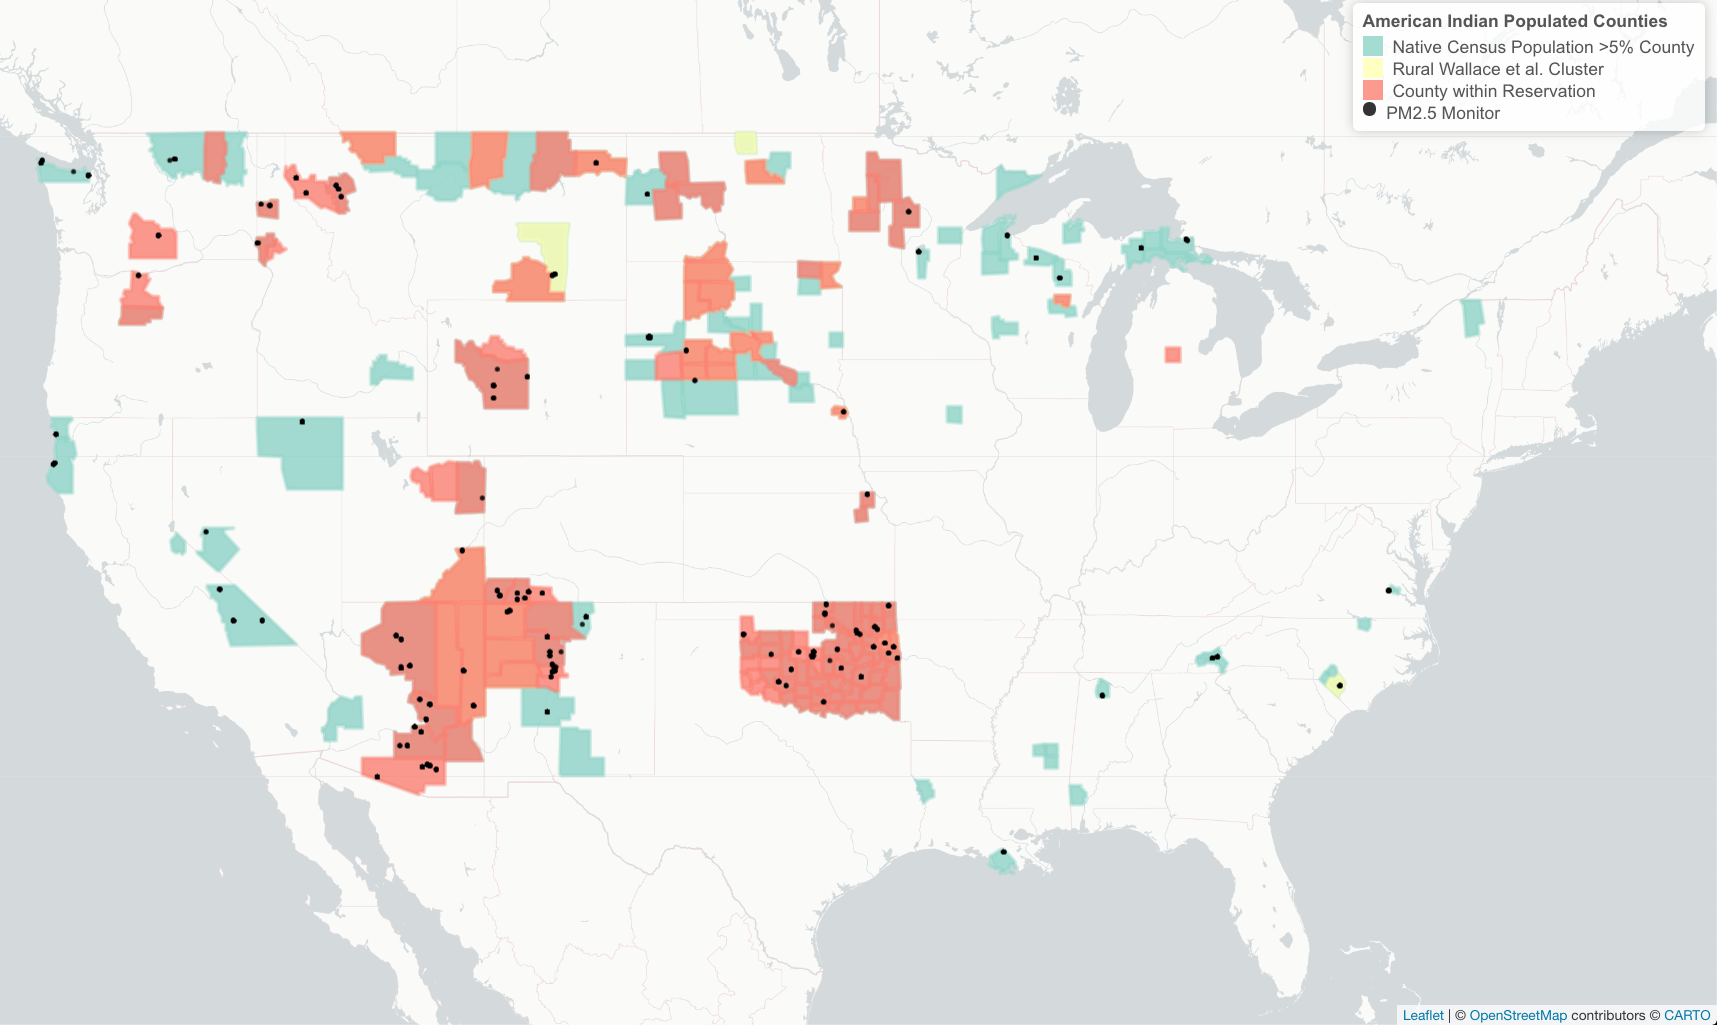 American Indian Populated Counties
Native Census Population >5% County
Rural Wallace et al. Cluster
County within Reservation
PM2.5 Monitor
Leaflet | © OpenStreetMap contributors © CARTO